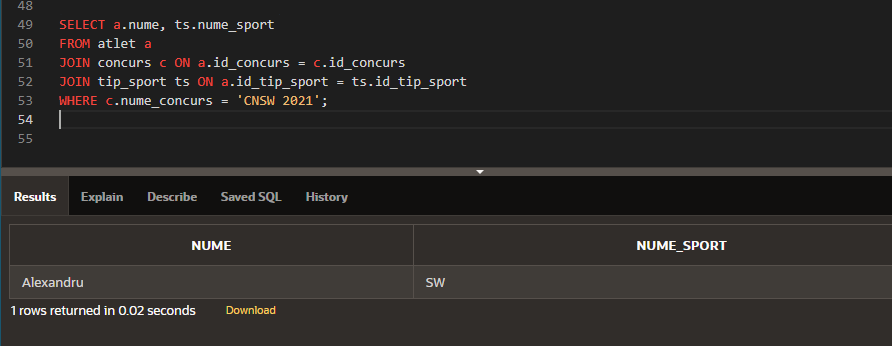 48
49 SELECT a.nume, ts.nume_sport
50 FROM atlet a
51 JOIN concurs c ON a.id_concurs = c.id_concurs
52 JOIN tip_sport ts ON a.id_tip_sport = ts.id_tip_sport
53 WHERE c.nume_concurs = 'CNSW 2021';
54
55
Results Explain Describe Saved SQL History
NUME NUME_SPORT
Alexandru SW
1 rows returned in 0.02 seconds Download